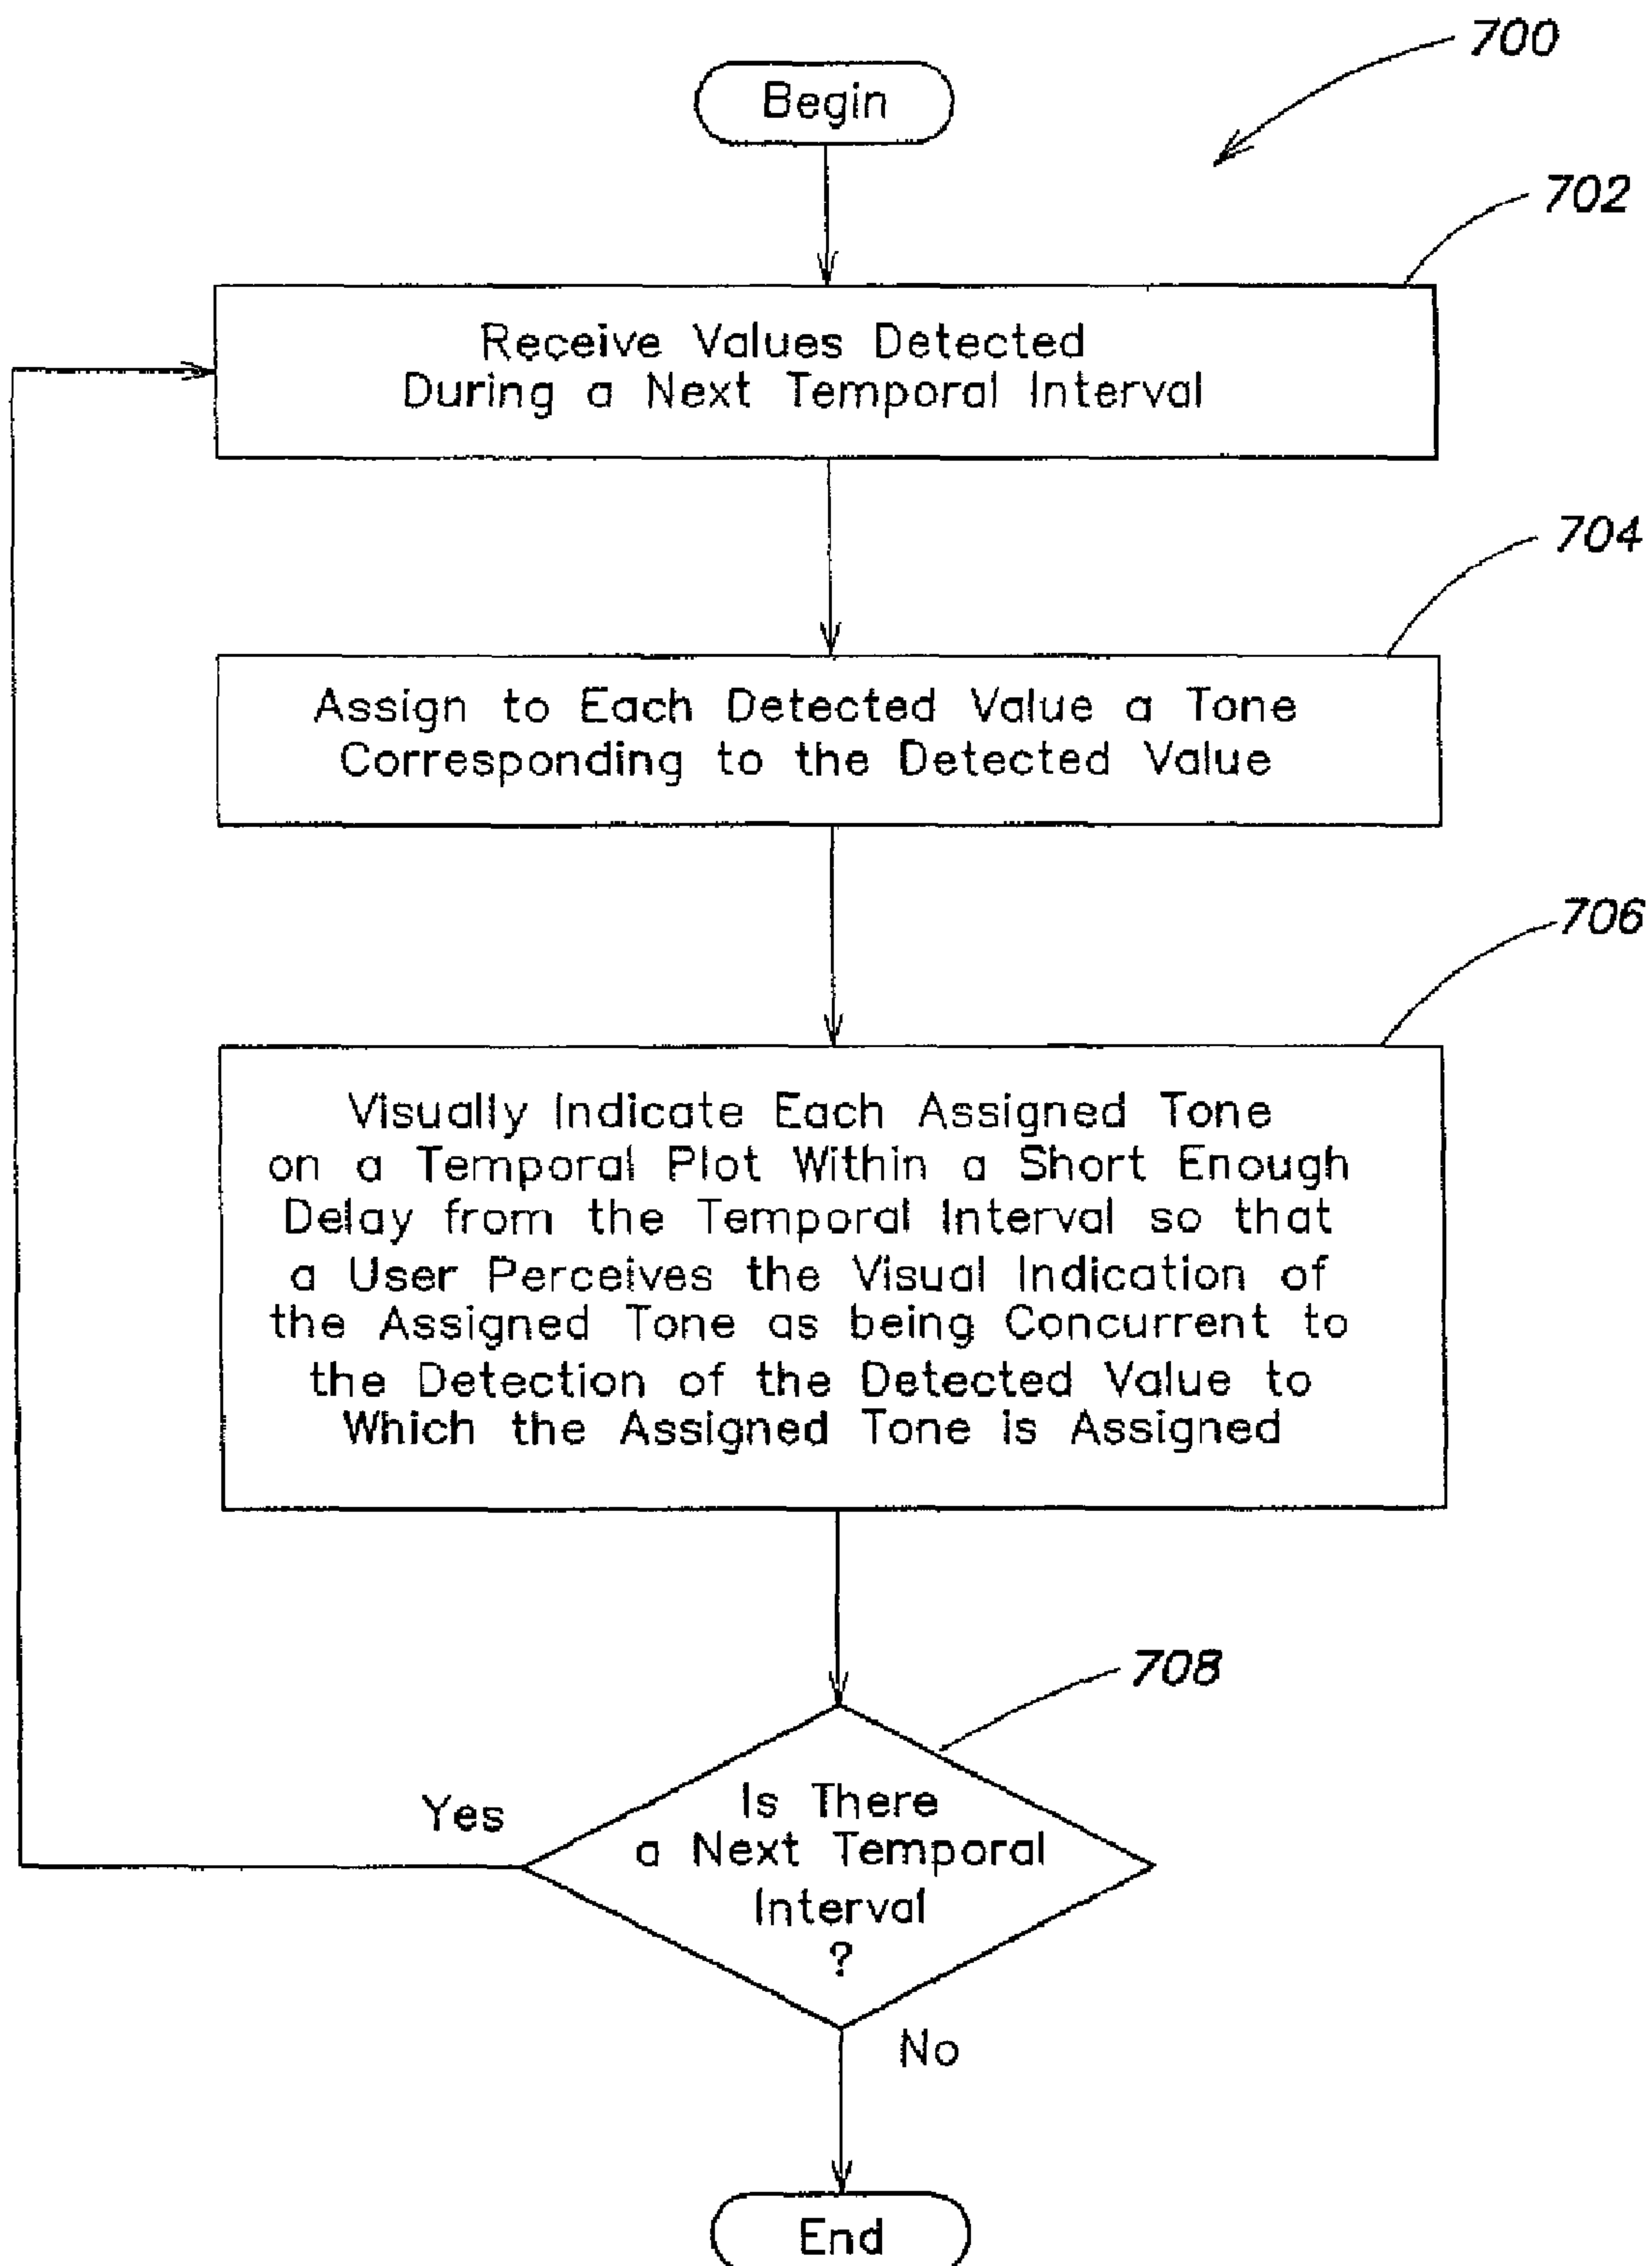 700
Begin
702
Receive Values Detected
During a Next Temporal Interval
704
Assign to Each Detected Value a Tone
Corresponding to the Detected Value
706
Visually Indicate Each Assigned Tone
on a Temporal Plot Within a Short Enough
Delay from the Temporal Interval so that
a User Perceives the Visual Indication of
the Assigned Tone as being Concurrent to
the Detection of the Detected Value to
Which the Assigned Tone is Assigned
708
Is There
a Next Temporal
Interval
?
Yes
No
End